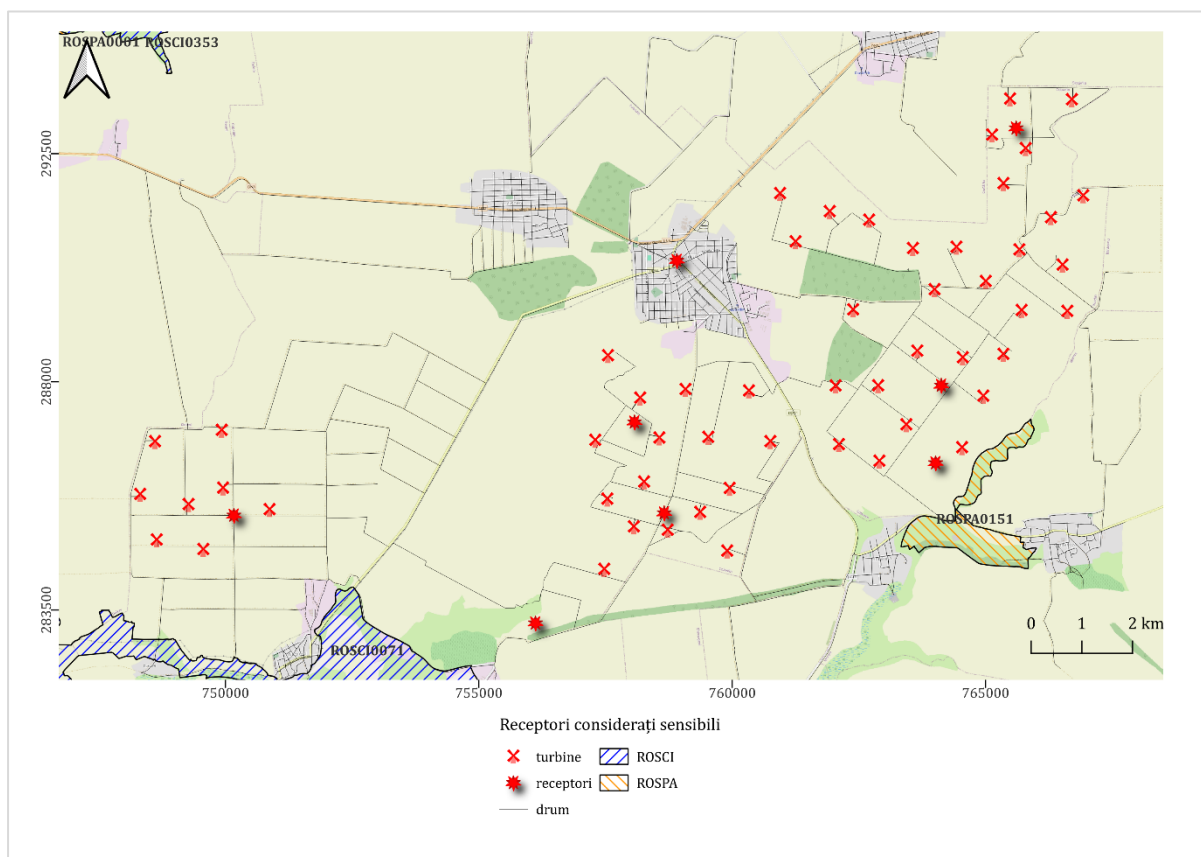 ROSPA0001 ROSCI0353
292500
288000
283500
ROSPA0151
ROSCI0071
0 1 2 km
750000 755000 760000 765000
Receptori considerați sensibili
turbine ROSCI
receptori ROSPA
drum